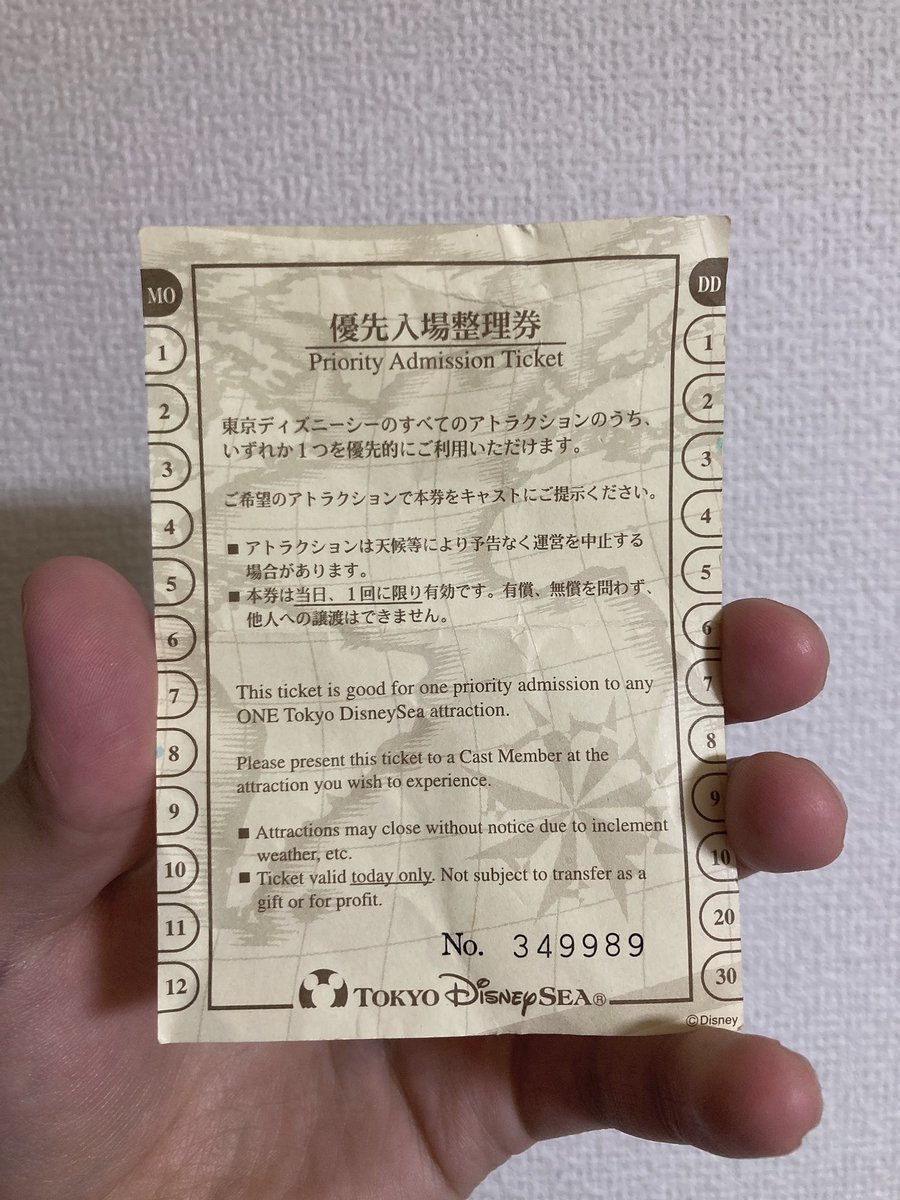 MO
DD
優先入場整理券
Priority Admission Ticket
東京ディズニーシーのすべてのアトラクションのうち、
いずれか1つを優先的にご利用いただけます。
ご希望のアトラクションで本券をキャストにご提示ください。
■ アトラクションは天候等により予告なく運営を中止する
場合があります。
■ 本券は当日、1回に限り有効です。有償、無償を問わず、
他人への譲渡はできません。
This ticket is good for one priority admission to any
ONE Tokyo DisneySea attraction.
Please present this ticket to a Cast Member at the
attraction you wish to experience.
■ Attractions may close without notice due to inclement
weather, etc.
■ Ticket valid today only. Not subject to transfer as a
gift or for profit.
No. 349989
TOKYO DISNEYSEA®
©Disney
1
2
3
4
5
6
7
8
9
10
11
12
1
2
3
4
5
6
7
8
9
10
20
30